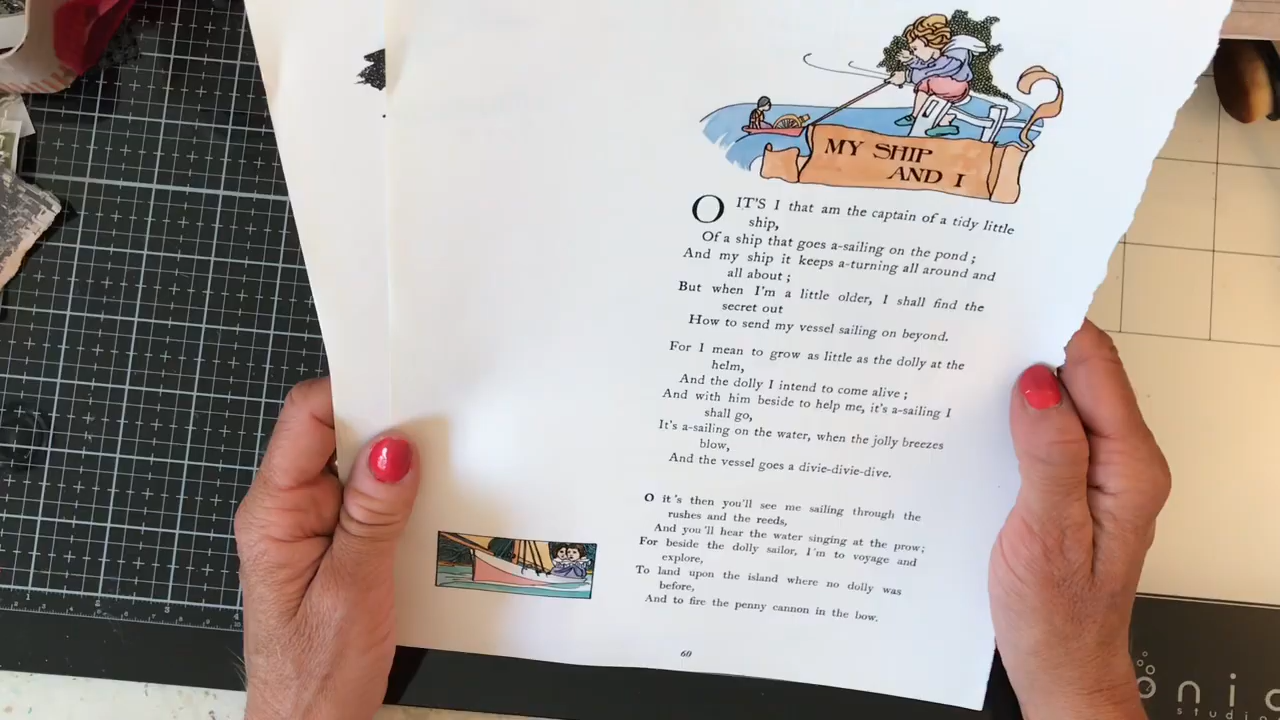 MY SHIP
AND I
O IT'S I that am the captain of a tidy little
ship,
Of a ship that goes a-sailing on the pond;
And my ship it keeps a-turning all around and
all about;
But when I'm a little older, I shall find the
secret out
How to send my vessel sailing on beyond.
For I mean to grow as little as the dolly at the
helm,
And the dolly I intend to come alive;
And with him beside to help me, it's a-sailing I
shall go,
It's a-sailing on the water, when the jolly breezes
blow,
And the vessel goes a divie-divie-dive.
O it's then you'll see me sailing through the
rushes and the reeds,
And you'll hear the water singing at the prow;
For beside the dolly sailor, I'm to voyage and
explore,
To land upon the island where no dolly was
before,
And to fire the penny cannon in the bow.
60